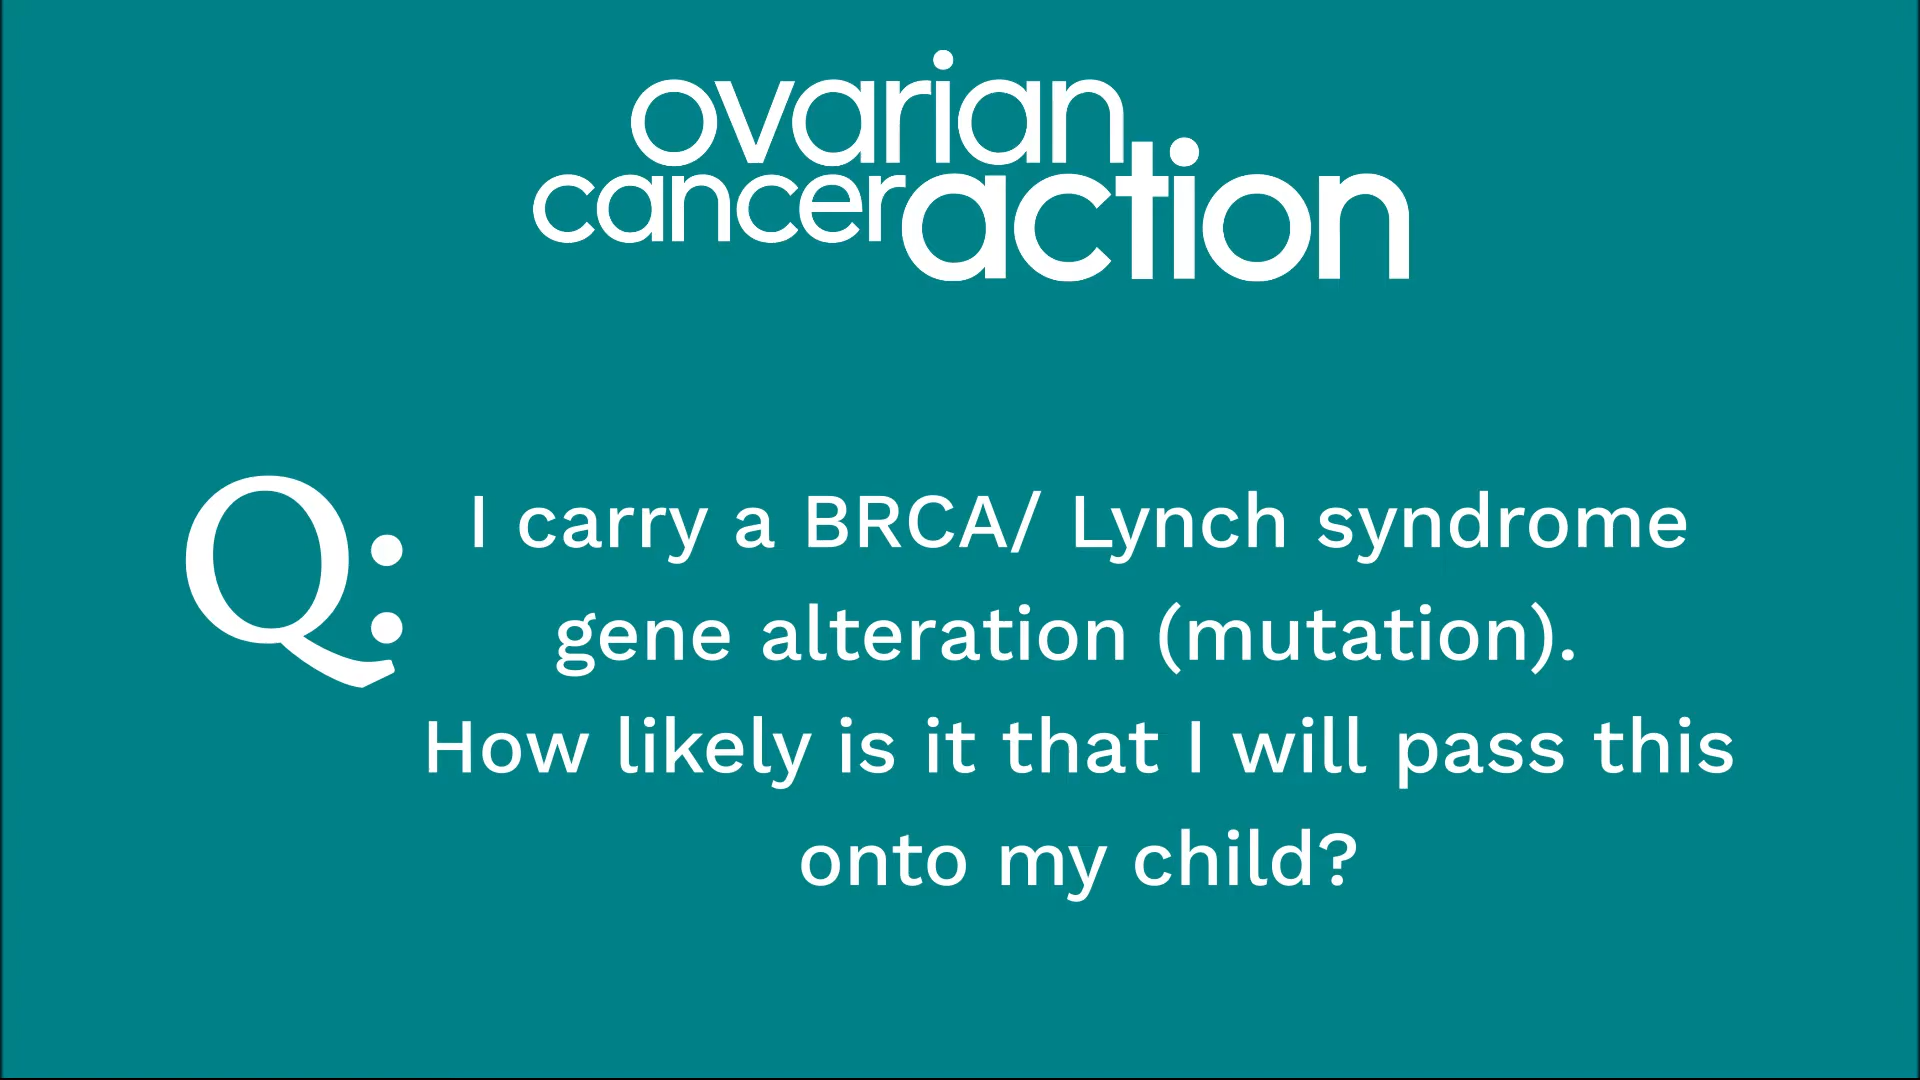 ovarian
canceraction
Q: I carry a BRCA/ Lynch syndrome
gene alteration (mutation).
How likely is it that I will pass this
onto my child?